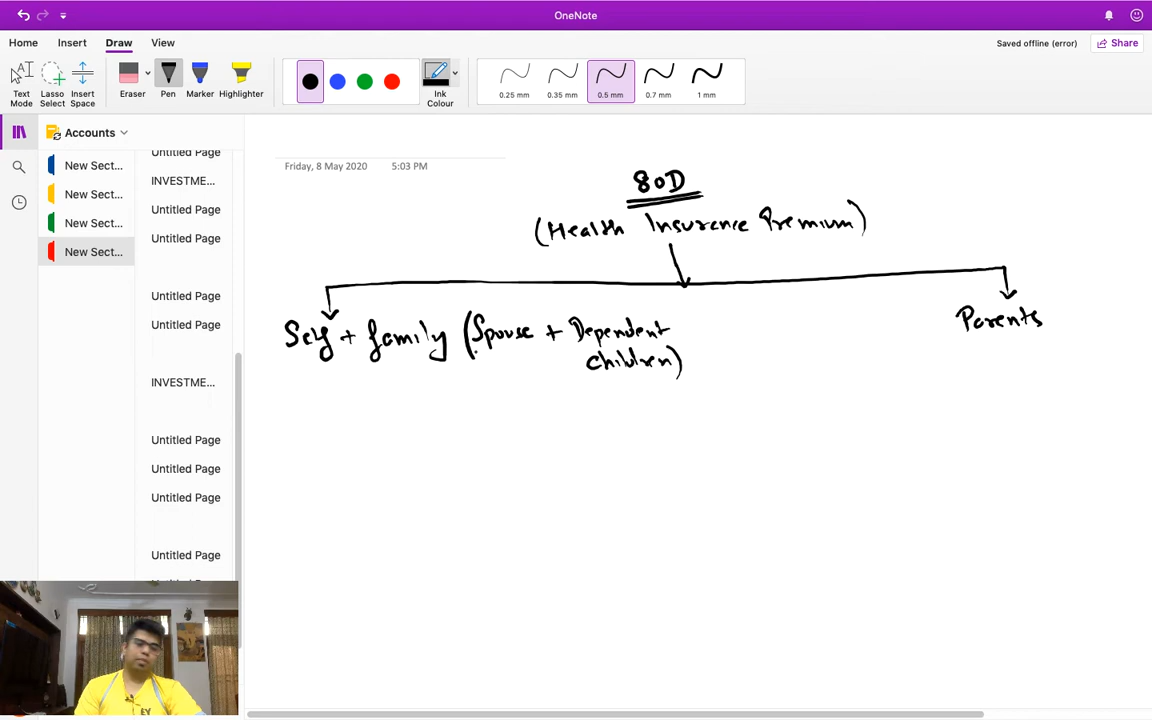 OneNote
Home Insert Draw View
Saved offline (error) Share
Text Mode
Lasso Select
Insert Space
Eraser
Pen
Marker
Highlighter
Ink Colour
0.25 mm
0.35 mm
0.5 mm
0.7 mm
1 mm
Accounts
New Sect...
New Sect...
New Sect...
New Sect...
Untitled Page
INVESTME...
Untitled Page
Untitled Page
Untitled Page
Untitled Page
INVESTME...
Untitled Page
Untitled Page
Untitled Page
Untitled Page
Friday, 8 May 2020 5:03 PM
80D
(Health Insurance Premium)
Self + family (Spouse + Dependent
children)
Parents